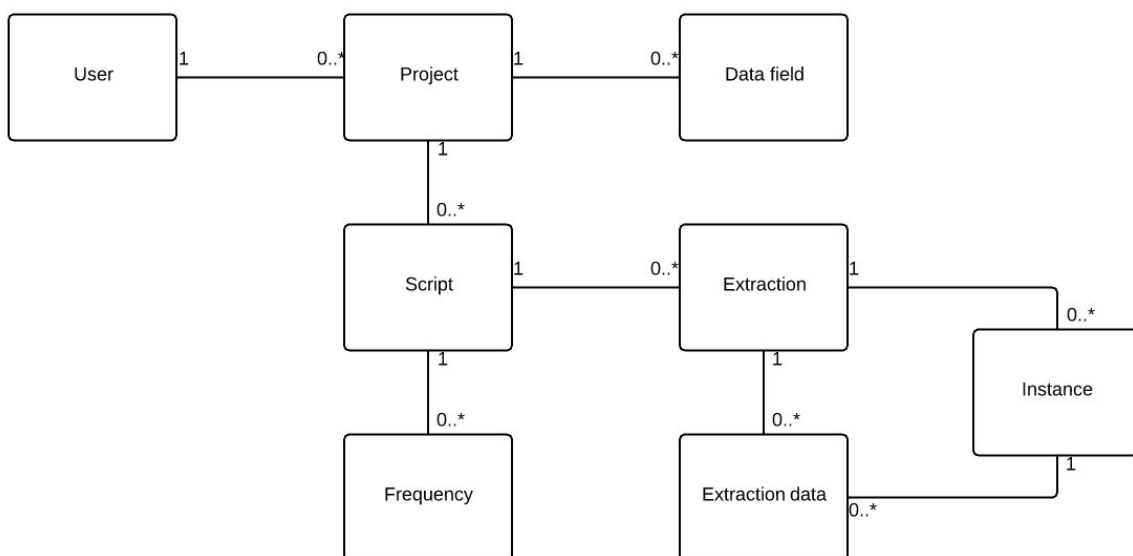 User
1
0..*
Project
1
0..*
Data field
1
0..*
Script
1
0..*
Extraction
1
0..*
Instance
1
0..*
Frequency
1
0..*
Extraction data
1
0..*